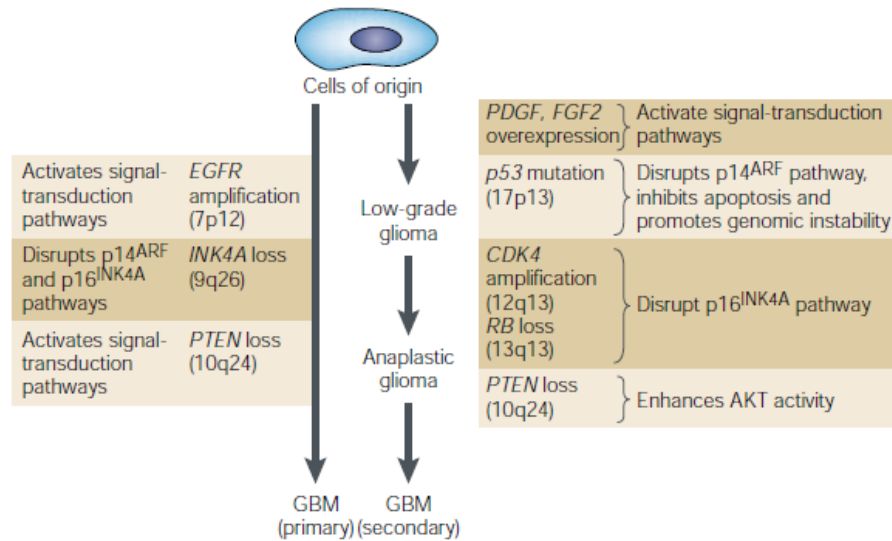 Cells of origin
Activates signal-
transduction
pathways
EGFR
amplification
(7p12)
Disrupts p14ARF
and p16INK4A
pathways
INK4A loss
(9q26)
Activates signal-
transduction
pathways
PTEN loss
(10q24)
Low-grade
glioma
Anaplastic
glioma
GBM
(primary)
GBM
(secondary)
PDGF, FGF2
overexpression
Activate signal-transduction
pathways
p53 mutation
(17p13)
Disrupts p14ARF pathway,
inhibits apoptosis and
promotes genomic instability
CDK4
amplification
(12q13)
RB loss
(13q13)
Disrupt p16INK4A pathway
PTEN loss
(10q24)
Enhances AKT activity